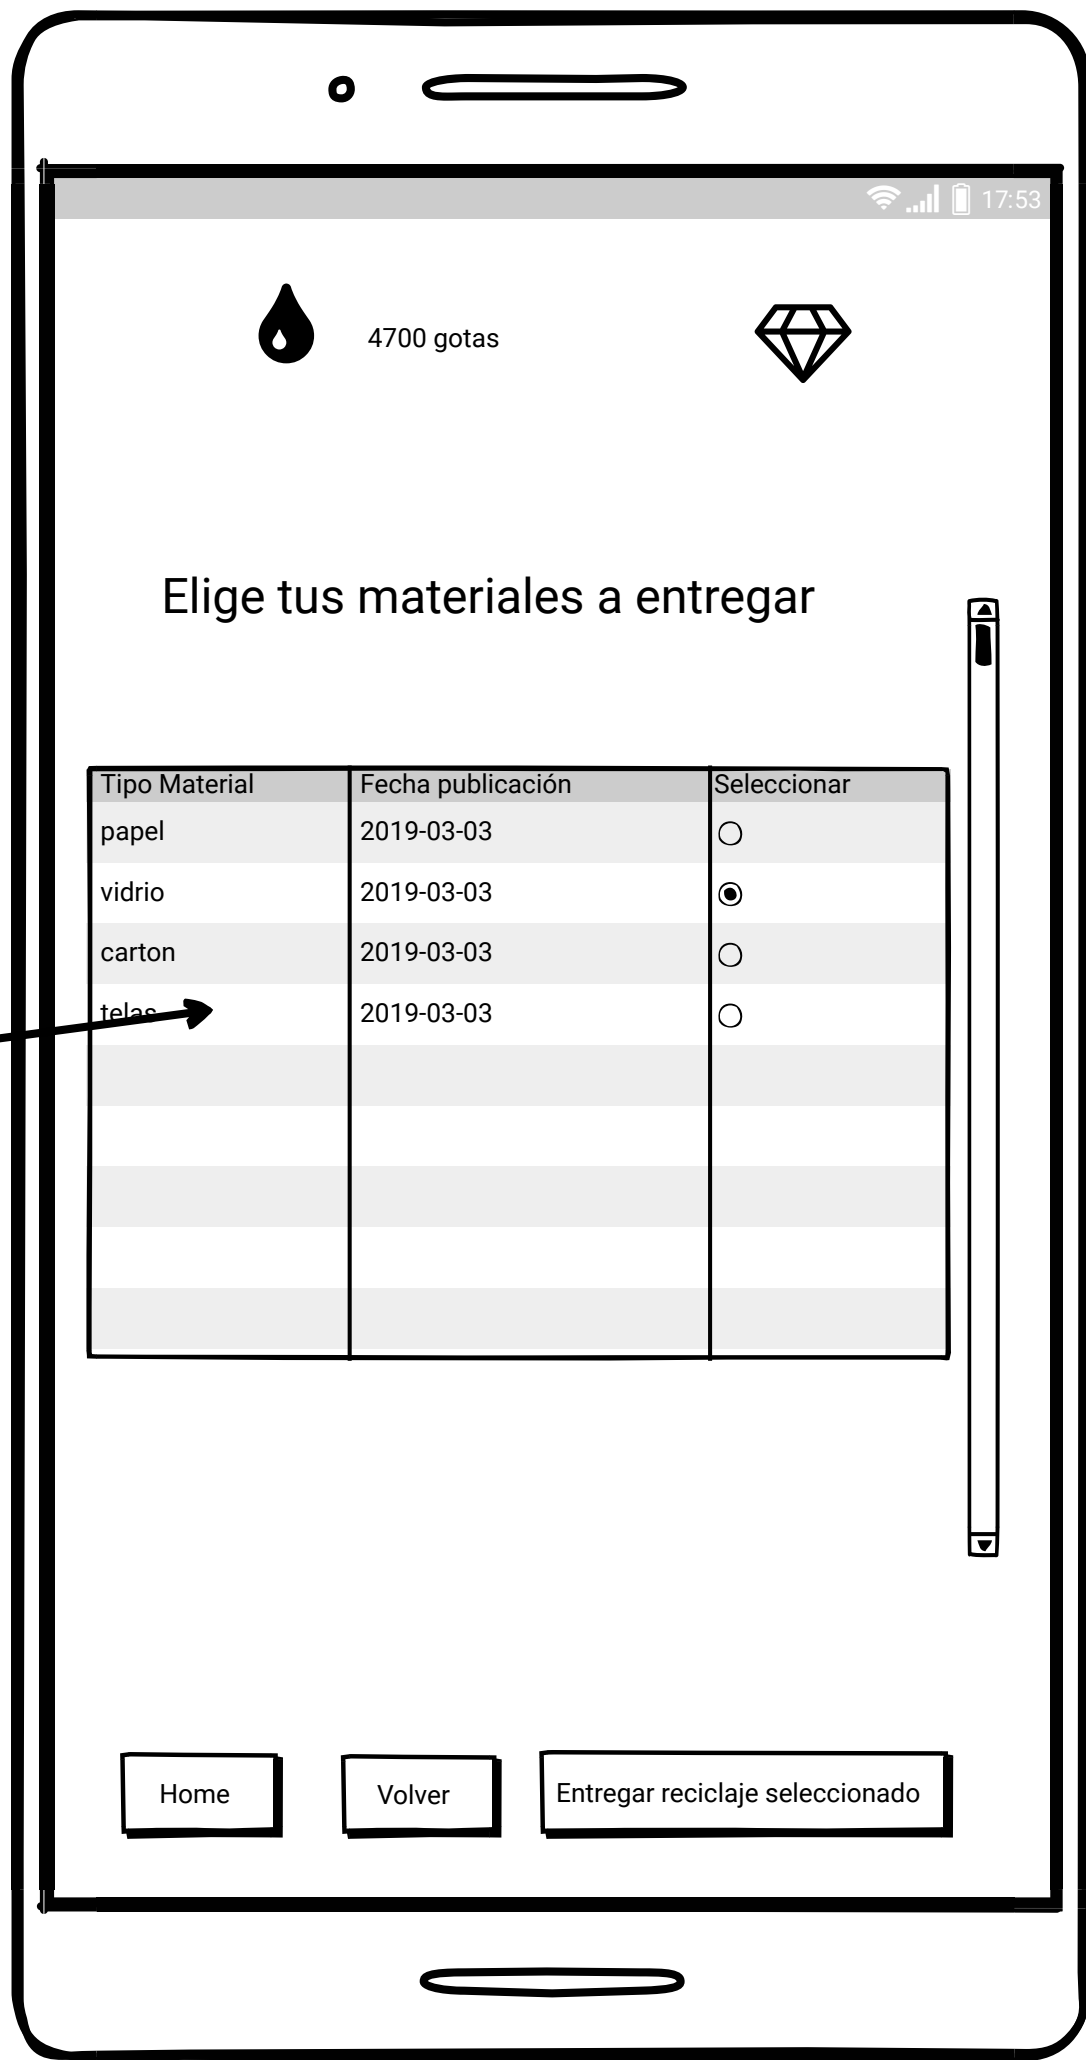 17:53
4700 gotas
Elige tus materiales a entregar
Tipo Material Fecha publicación Seleccionar
papel 2019-03-03
vidrio 2019-03-03
carton 2019-03-03
telas 2019-03-03
Home Volver Entregar reciclaje seleccionado